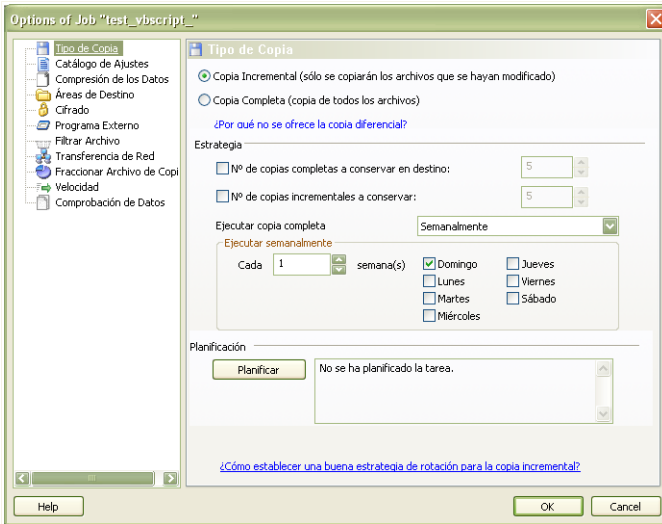 Options of Job "test_vbscript_"
Tipo de Copia
Catálogo de Ajustes
Compresión de los Datos
Áreas de Destino
Cifrado
Programa Externo
Filtrar Archivo
Transferencia de Red
Fraccionar Archivo de Copi
Velocidad
Comprobación de Datos
Tipo de Copia
Copia Incremental (sólo se copiarán los archivos que se hayan modificado)
Copia Completa (copia de todos los archivos)
¿Por qué no se ofrece la copia diferencial?
Estrategia
Nº de copias completas a conservar en destino: 5
Nº de copias incrementales a conservar: 5
Ejecutar copia completa Semanalmente
Ejecutar semanalmente
Cada 1 semana(s) Domingo Jueves
Lunes Viernes
Martes Sábado
Miércoles
Planificación
Planificar No se ha planificado la tarea.
¿Cómo establecer una buena estrategia de rotación para la copia incremental?
Help OK Cancel